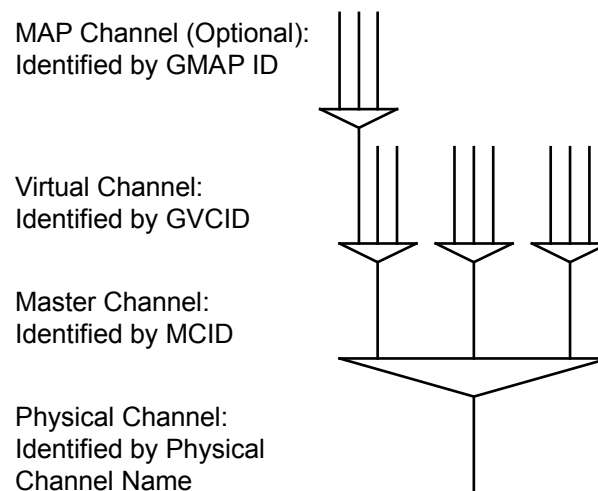 MAP Channel (Optional):
Identified by GMAP ID
Virtual Channel:
Identified by GVCID
Master Channel:
Identified by MCID
Physical Channel:
Identified by Physical
Channel Name